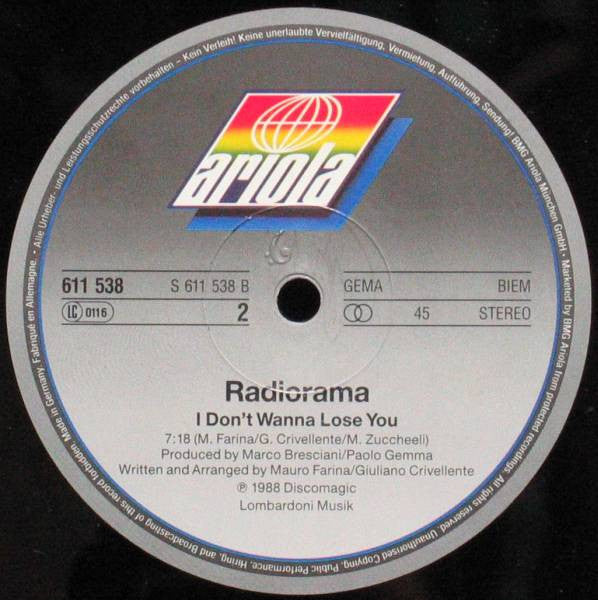 Alle Urheber- und Leistungsschutzrechte vorbehalten – Kein Verleih! Keine unerlaubte Vervielfältigung, Vermietung, Aufführung, Sendung! BMG Ariola München GmbH · Marketed by BMG Ariola from protected recordings. All rights reserved. Unauthorised Copying, Public Performance, Hiring, and Broadcasting of this record forbidden. Made in Germany. Fabriqué en Allemagne.
ariola
611 538 S 611 538 B GEMA BIEM
LC 0116 2 45 STEREO
Radiorama
I Don't Wanna Lose You
7:18 (M. Farina/G. Crivellente/M. Zuccheeli)
Produced by Marco Bresciani/Paolo Gemma
Written and Arranged by Mauro Farina/Giuliano Crivellente
℗ 1988 Discomagic
Lombardoni Musik